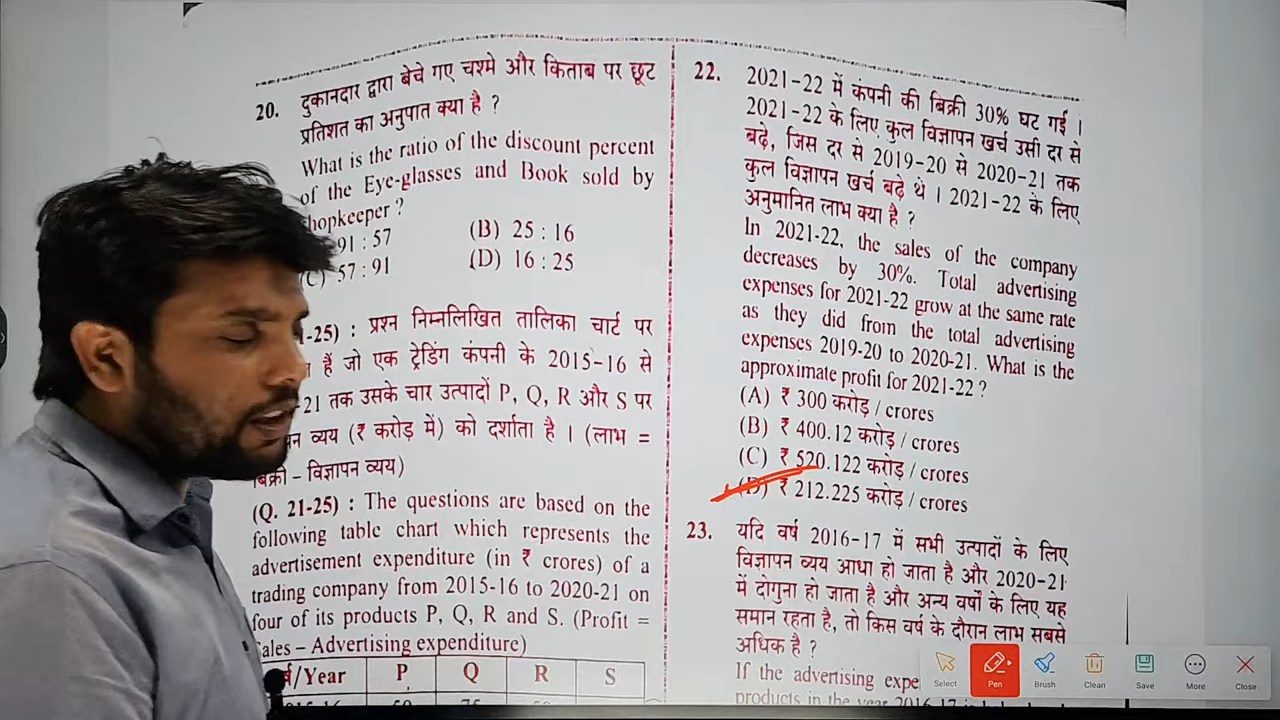 20. दुकानदार द्वारा बेचे गए चश्मे और किताब पर छूट
प्रतिशत का अनुपात क्या है ?
What is the ratio of the discount percent
of the Eye-glasses and Book sold by
hopkeeper ?
91 : 57
(B) 25 : 16
(C) 57 : 91
(D) 16 : 25
-25) : प्रश्न निम्नलिखित तालिका चार्ट पर
हैं जो एक ट्रेडिंग कंपनी के 2015-16 से
21 तक उसके चार उत्पादों P, Q, R और S पर
न व्यय (₹ करोड़ में) को दर्शाता है । (लाभ =
बिक्री – विज्ञापन व्यय)
(Q. 21-25) : The questions are based on the
following table chart which represents the
advertisement expenditure (in ₹ crores) of a
trading company from 2015-16 to 2020-21 on
four of its products P, Q, R and S. (Profit =
ales – Advertising expenditure)
र्ष/Year P Q R S
22. 2021-22 में कंपनी की बिक्री 30% घट गई ।
2021-22 के लिए कुल विज्ञापन खर्च उसी दर से
बढ़े, जिस दर से 2019-20 से 2020-21 तक
कुल विज्ञापन खर्च बढ़े थे । 2021-22 के लिए
अनुमानित लाभ क्या है ?
In 2021-22, the sales of the company
decreases by 30%. Total advertising
expenses for 2021-22 grow at the same rate
as they did from the total advertising
expenses 2019-20 to 2020-21. What is the
approximate profit for 2021-22 ?
(A) ₹ 300 करोड़ / crores
(B) ₹ 400.12 करोड़ / crores
(C) ₹ 520.122 करोड़ / crores
(D) ₹ 212.225 करोड़ / crores
23. यदि वर्ष 2016-17 में सभी उत्पादों के लिए
विज्ञापन व्यय आधा हो जाता है और 2020-21
में दोगुना हो जाता है और अन्य वर्षों के लिए यह
समान रहता है, तो किस वर्ष के दौरान लाभ सबसे
अधिक है ?
If the advertising expe
products in the year 2016-17 is
Select Pen Brush Clean Save More Close